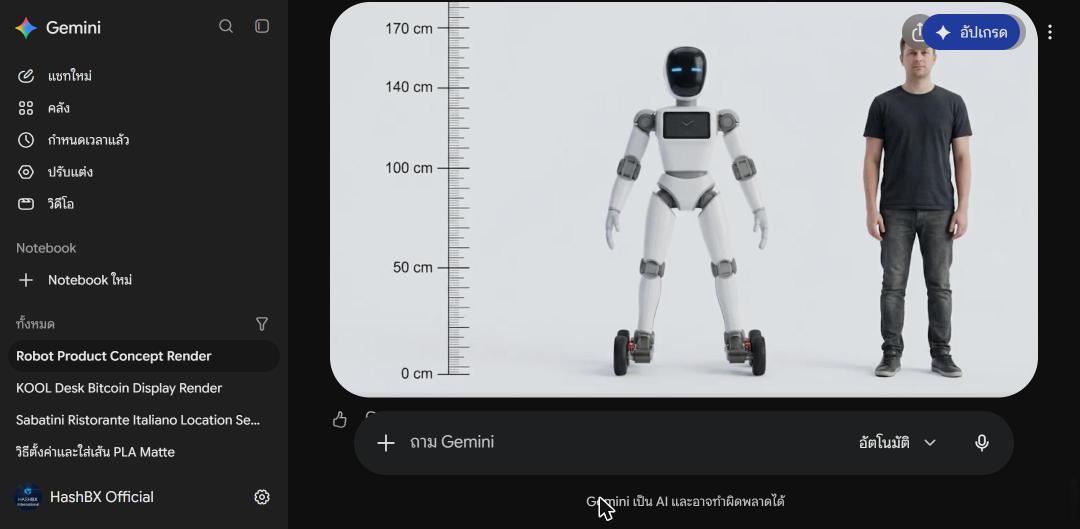 Gemini
แชทใหม่
คลัง
กำหนดเวลาแล้ว
ปรับแต่ง
วิดีโอ
Notebook
Notebook ใหม่
ทั้งหมด
Robot Product Concept Render
KOOL Desk Bitcoin Display Render
Sabatini Ristorante Italiano Location Se...
วิธีตั้งค่าและใส่เส้น PLA Matte
HashBX Official
อัปเกรด
170 cm
140 cm
100 cm
50 cm
0 cm
ถาม Gemini
อัตโนมัติ
Gemini เป็น AI และอาจทำผิดพลาดได้